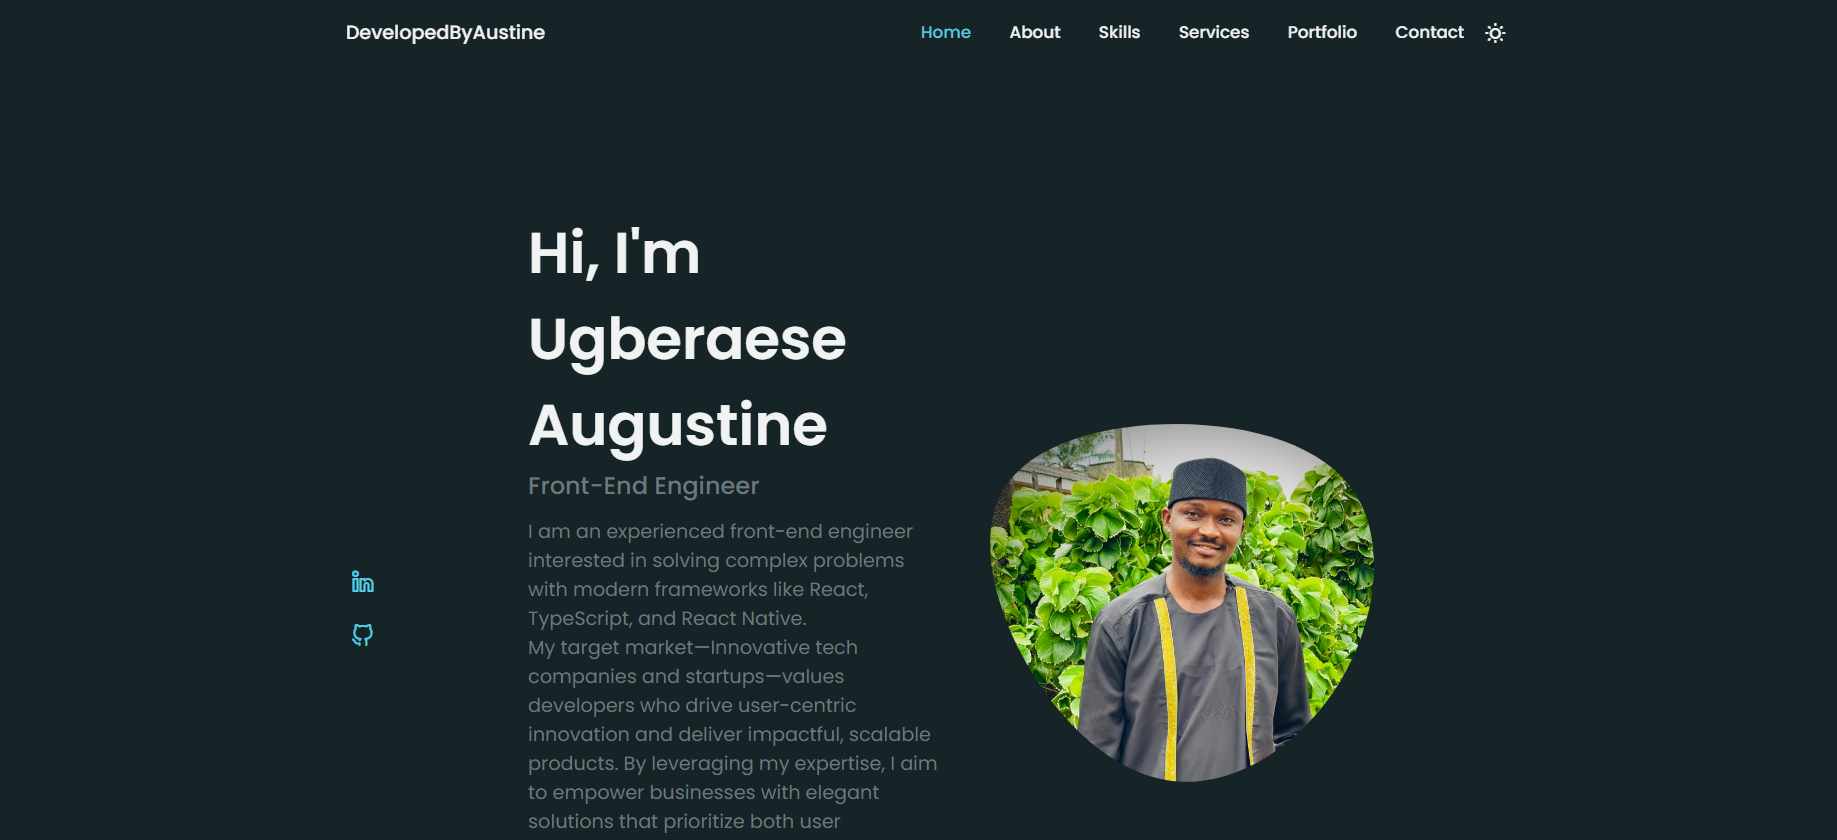 DevelopedByAustine
Home About Skills Services Portfolio Contact
Hi, I'm
Ugberaese
Augustine
Front-End Engineer
I am an experienced front-end engineer
interested in solving complex problems
with modern frameworks like React,
TypeScript, and React Native.
My target market—Innovative tech
companies and startups—values
developers who drive user-centric
innovation and deliver impactful, scalable
products. By leveraging my expertise, I aim
to empower businesses with elegant
solutions that prioritize both user